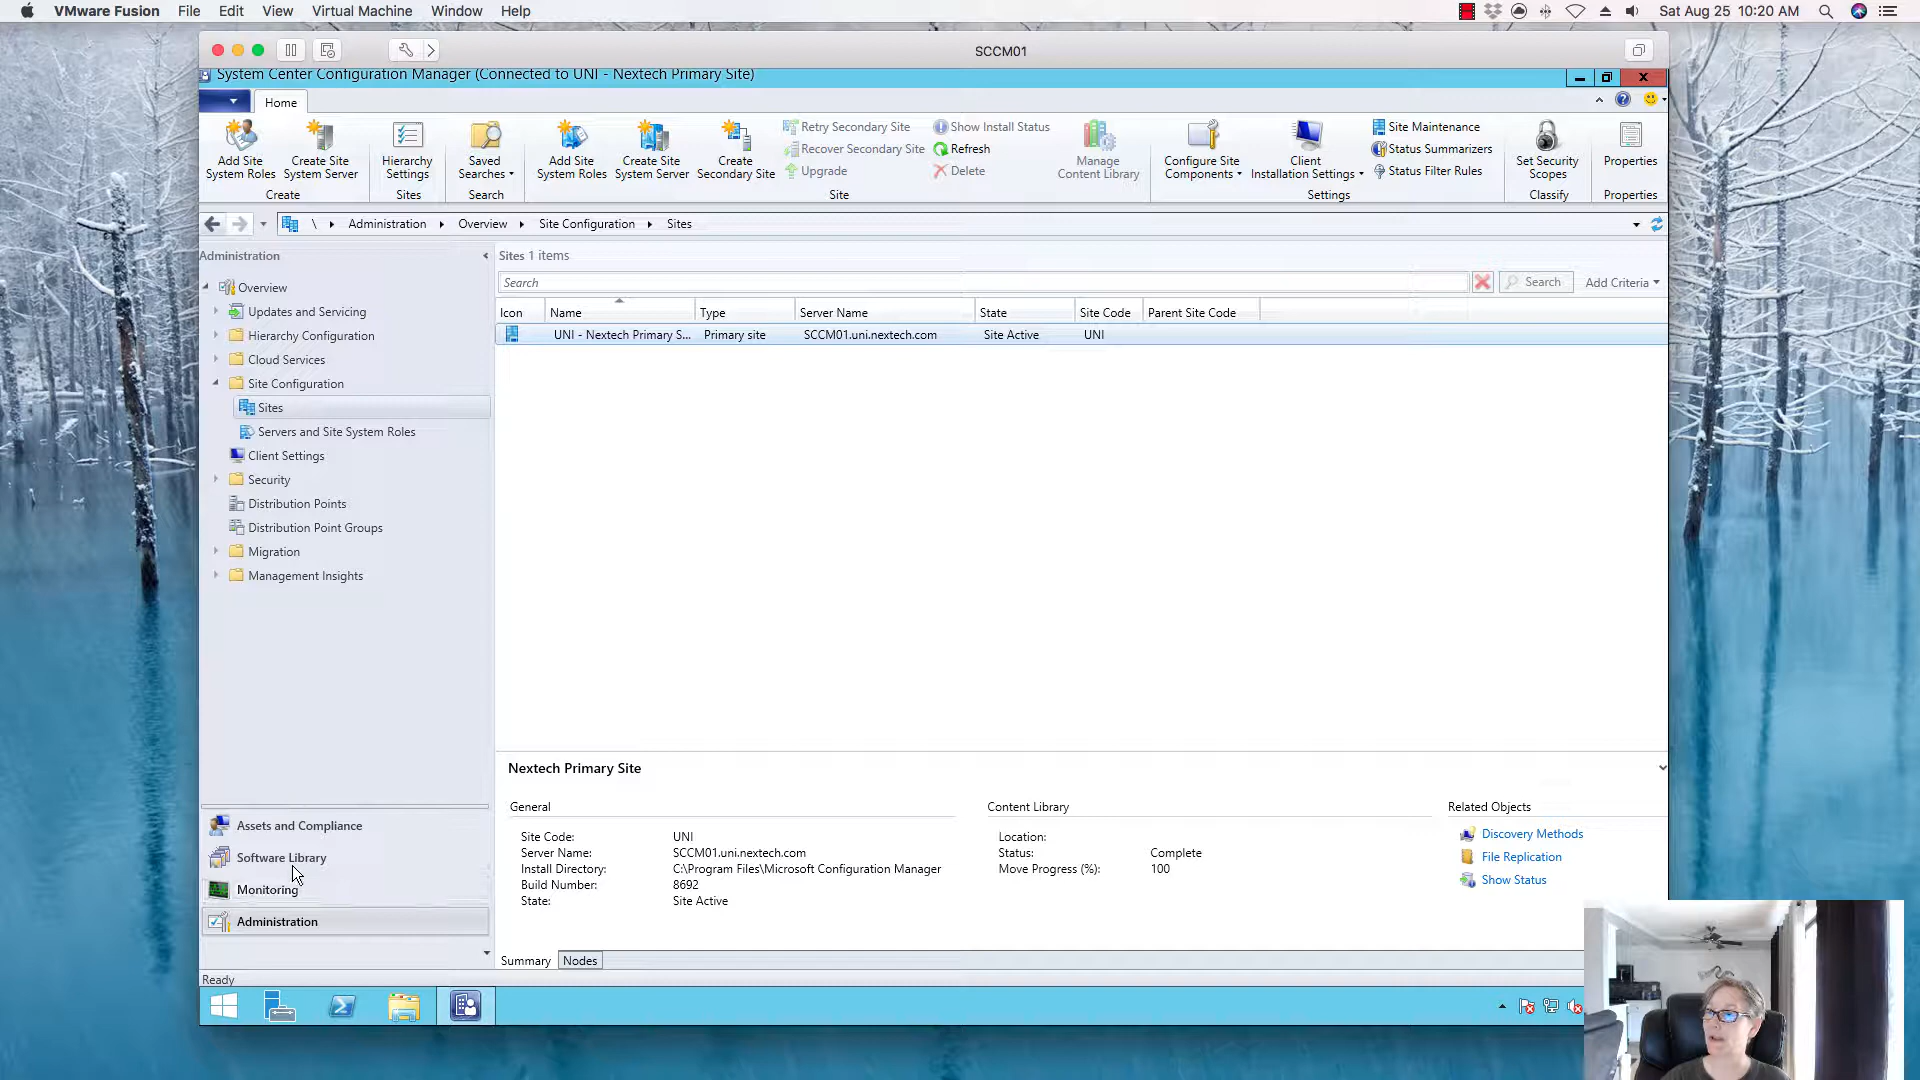 VMware Fusion File Edit View Virtual Machine Window Help Sat Aug 25 10:20 AM
SCCM01
System Center Configuration Manager (Connected to UNI - Nextech Primary Site)
Home
Add Site System Roles
Create Site System Server
Create
Hierarchy Settings
Sites
Saved Searches
Search
Add Site System Roles
Create Site System Server
Create Secondary Site
Retry Secondary Site
Recover Secondary Site
Upgrade
Show Install Status
Refresh
Delete
Site
Manage Content Library
Configure Site Components
Client Installation Settings
Site Maintenance
Status Summarizers
Status Filter Rules
Settings
Set Security Scopes
Classify
Properties
Properties
\ Administration Overview Site Configuration Sites
Administration
Overview
Updates and Servicing
Hierarchy Configuration
Cloud Services
Site Configuration
Sites
Servers and Site System Roles
Client Settings
Security
Distribution Points
Distribution Point Groups
Migration
Management Insights
Assets and Compliance
Software Library
Monitoring
Administration
Sites 1 items
Search Search Add Criteria
Icon Name Type Server Name State Site Code Parent Site Code
UNI - Nextech Primary S... Primary site SCCM01.uni.nextech.com Site Active UNI
Nextech Primary Site
General
Site Code: UNI
Server Name: SCCM01.uni.nextech.com
Install Directory: C:\Program Files\Microsoft Configuration Manager
Build Number: 8692
State: Site Active
Content Library
Location:
Status: Complete
Move Progress (%): 100
Related Objects
Discovery Methods
File Replication
Show Status
Summary Nodes
Ready